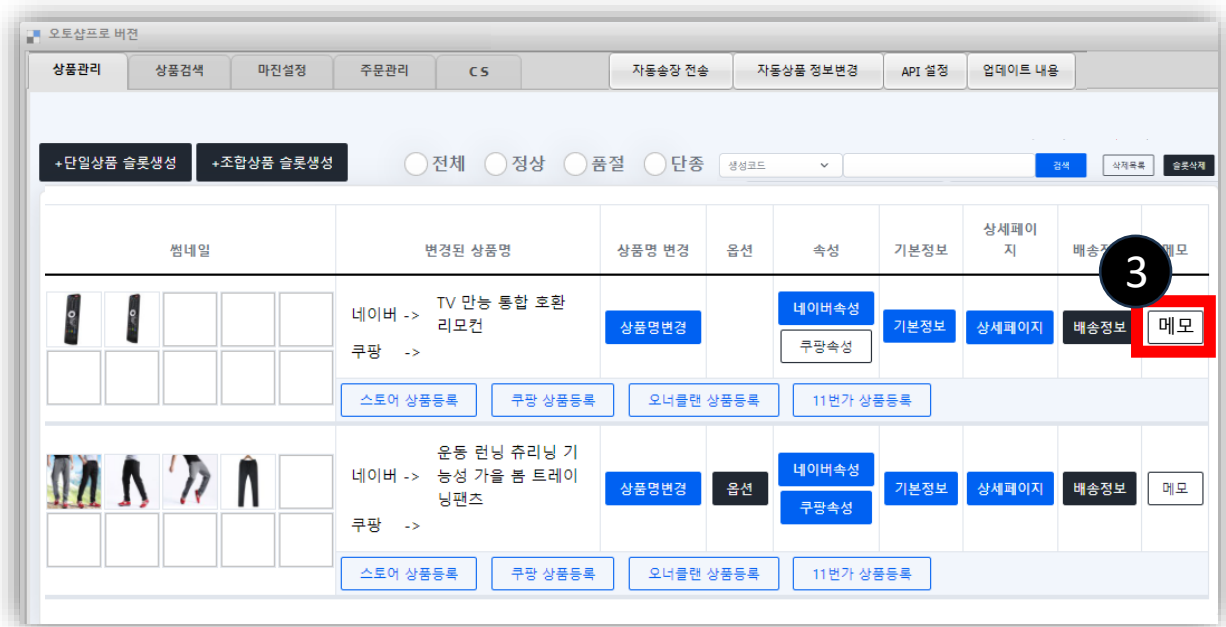 오토샵프로 버젼
상품관리 상품검색 마진설정 주문관리 C S 자동송장 전송 자동상품 정보변경 API 설정 업데이트 내용
+단일상품 슬롯생성 +조합상품 슬롯생성 전체 정상 품절 단종 생성코드 검색 삭제목록 슬롯삭제
썸네일 변경된 상품명 상품명 변경 옵션 속성 기본정보 상세페이
지
3
네이버 -> TV 만능 통합 호환
리모컨
쿠팡 ->
상품명변경
네이버속성
쿠팡속성
기본정보 상세페이지 배송정보 메모
스토어 상품등록 쿠팡 상품등록 오너클랜 상품등록 11번가 상품등록
네이버 -> 운동 런닝 츄리닝 기
능성 가을 봄 트레이
닝팬츠
쿠팡 ->
상품명변경 옵션
네이버속성
쿠팡속성
기본정보 상세페이지 배송정보 메모
스토어 상품등록 쿠팡 상품등록 오너클랜 상품등록 11번가 상품등록